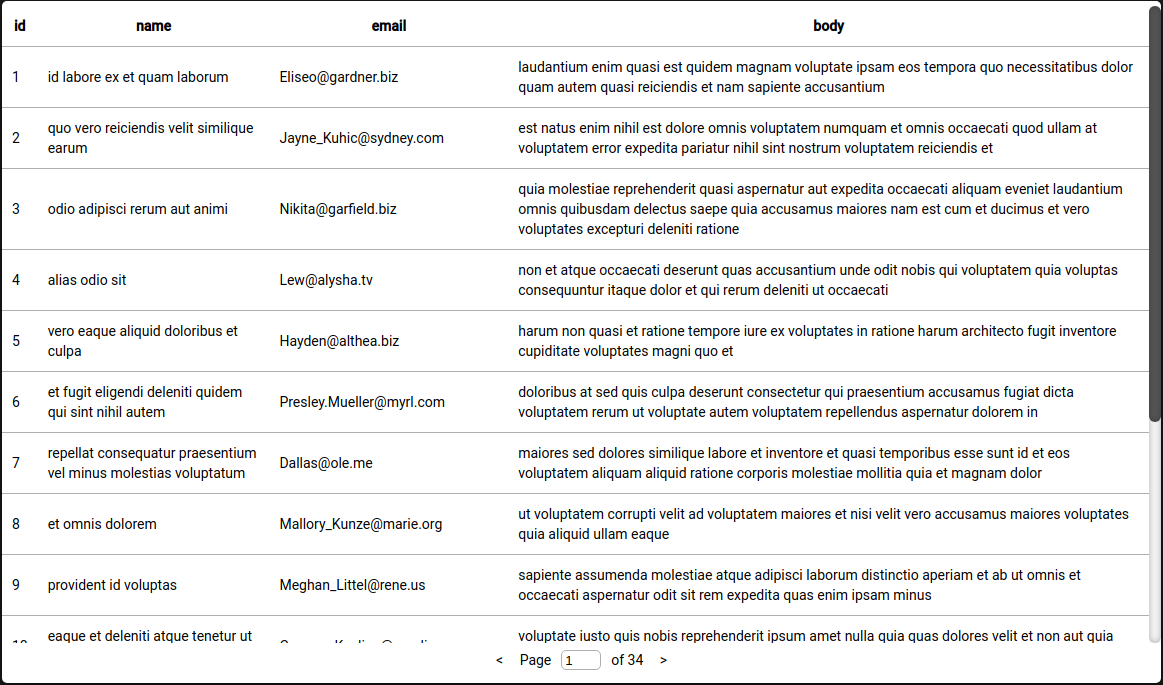 id name email body
1 id labore ex et quam laborum Eliseo@gardner.biz laudantium enim quasi est quidem magnam voluptate ipsam eos tempora quo necessitatibus dolor
quam autem quasi reiciendis et nam sapiente accusantium
2 quo vero reiciendis velit similique earum Jayne_Kuhic@sydney.com est natus enim nihil est dolore omnis voluptatem numquam et omnis occaecati quod ullam at
voluptatem error expedita pariatur nihil sint nostrum voluptatem reiciendis et
3 odio adipisci rerum aut animi Nikita@garfield.biz quia molestiae reprehenderit quasi aspernatur aut expedita occaecati aliquam eveniet laudantium
omnis quibusdam delectus saepe quia accusamus maiores nam est cum et ducimus et vero
voluptates excepturi deleniti ratione
4 alias odio sit Lew@alysha.tv non et atque occaecati deserunt quas accusantium unde odit nobis qui voluptatem quia voluptas
consequuntur itaque dolor et qui rerum deleniti ut occaecati
5 vero eaque aliquid doloribus et culpa Hayden@althea.biz harum non quasi et ratione tempore iure ex voluptates in ratione harum architecto fugit inventore
cupiditate voluptates magni quo et
6 et fugit eligendi deleniti quidem qui sint nihil autem Presley.Mueller@myrl.com doloribus at sed quis culpa deserunt consectetur qui praesentium accusamus fugiat dicta
voluptatem rerum ut voluptate autem voluptatem repellendus aspernatur dolorem in
7 repellat consequatur praesentium vel minus molestias voluptatum Dallas@ole.me maiores sed dolores similique labore et inventore et quasi temporibus esse sunt id et eos
voluptatem aliquam aliquid ratione corporis molestiae mollitia quia et magnam dolor
8 et omnis dolorem Mallory_Kunze@marie.org ut voluptatem corrupti velit ad voluptatem maiores et nisi velit vero accusamus maiores voluptates
quia aliquid ullam eaque
9 provident id voluptas Meghan_Littel@rene.us sapiente assumenda molestiae atque adipisci laborum distinctio aperiam et ab ut omnis et
occaecati aspernatur odit sit rem expedita quas enim ipsam minus
eaque et deleniti atque tenetur ut voluptate iusto quis nobis reprehenderit ipsum amet nulla quia quas dolores velit et non aut quia
< Page 1 of 34 >